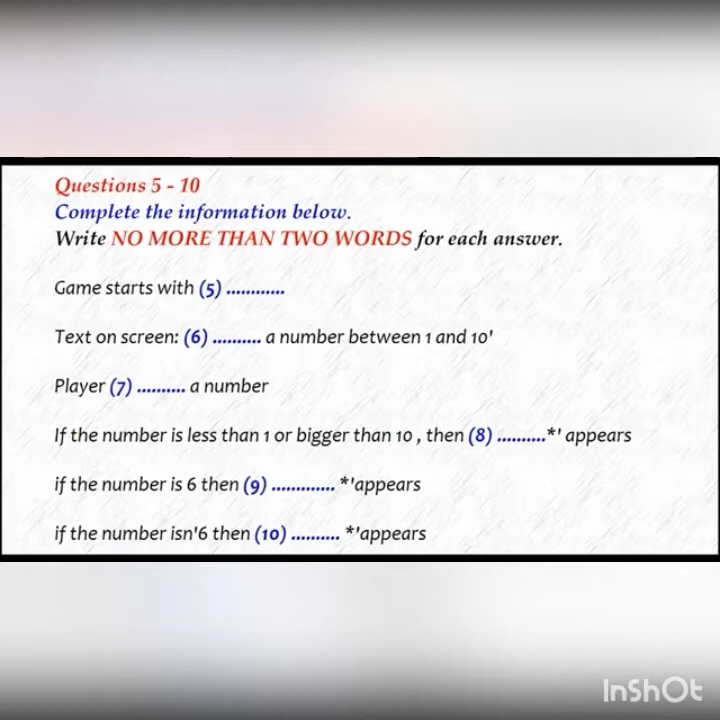 Questions 5 - 10
Complete the information below.
Write NO MORE THAN TWO WORDS for each answer.
Game starts with (5) ............
Text on screen: (6) .......... a number between 1 and 10'
Player (7) .......... a number
If the number is less than 1 or bigger than 10 , then (8) ..........*' appears
if the number is 6 then (9) ............. *'appears
if the number isn'6 then (10) .......... *'appears
InShOt